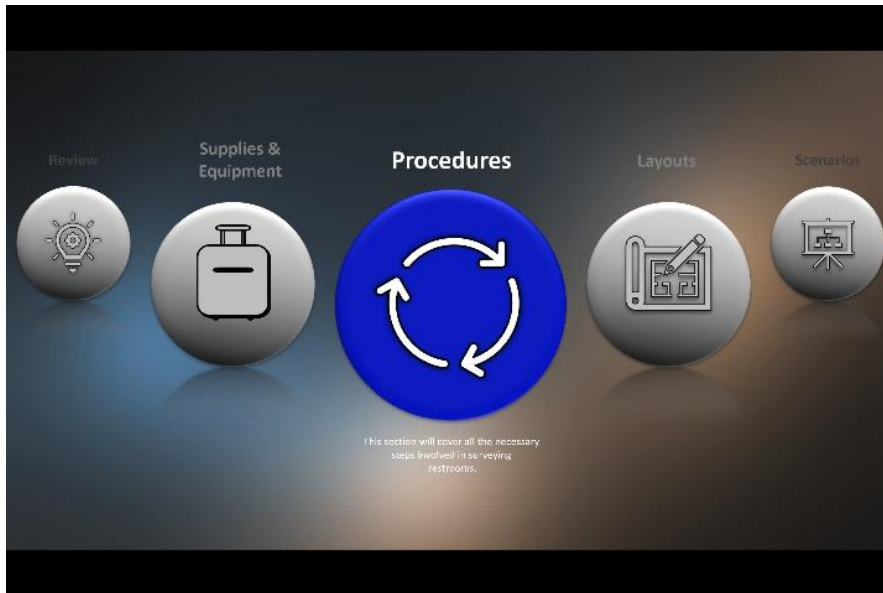 Review
Supplies &
Equipment
Procedures
Layouts
Scenarios
This section will cover all the necessary
steps involved in surveying
restrooms.